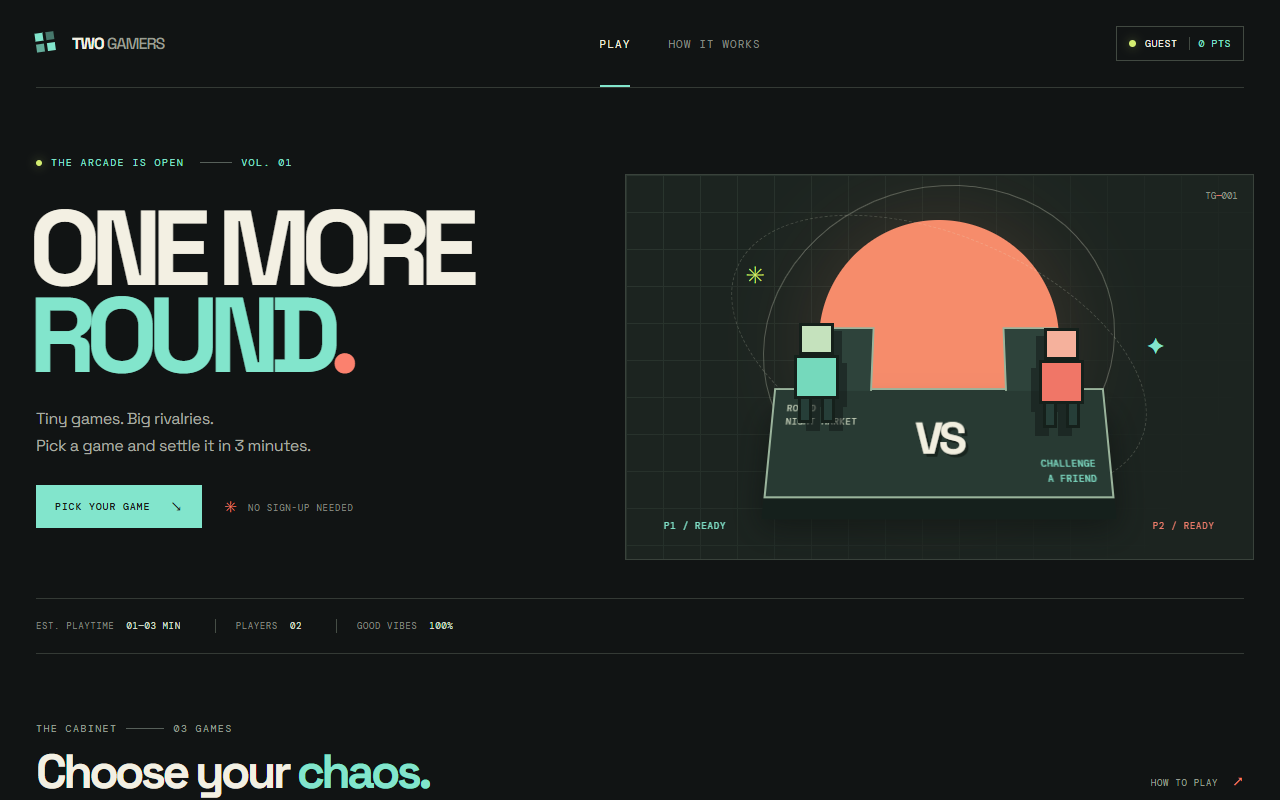 TWO GAMERS
PLAY
HOW IT WORKS
GUEST
0 PTS
THE ARCADE IS OPEN
VOL. 01
ONE MORE
ROUND.
Tiny games. Big rivalries.
Pick a game and settle it in 3 minutes.
PICK YOUR GAME ↘
NO SIGN-UP NEEDED
TG—001
VS
CHALLENGE
A FRIEND
P1 / READY
P2 / READY
EST. PLAYTIME 01—03 MIN
PLAYERS 02
GOOD VIBES 100%
THE CABINET
03 GAMES
Choose your chaos.
HOW TO PLAY ↗